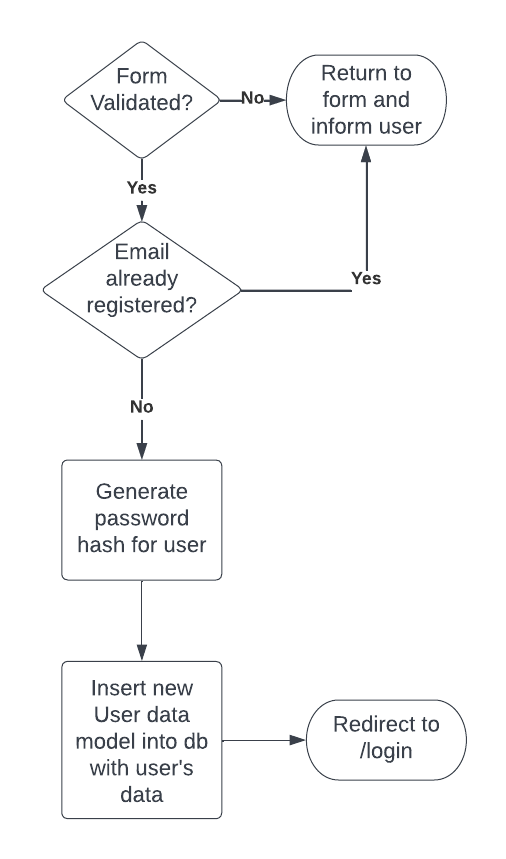 Form
Validated?
No
Return to
form and
inform user
Yes
Email
already
registered?
Yes
No
Generate
password
hash for user
Insert new
User data
model into db
with user's
data
Redirect to
/login